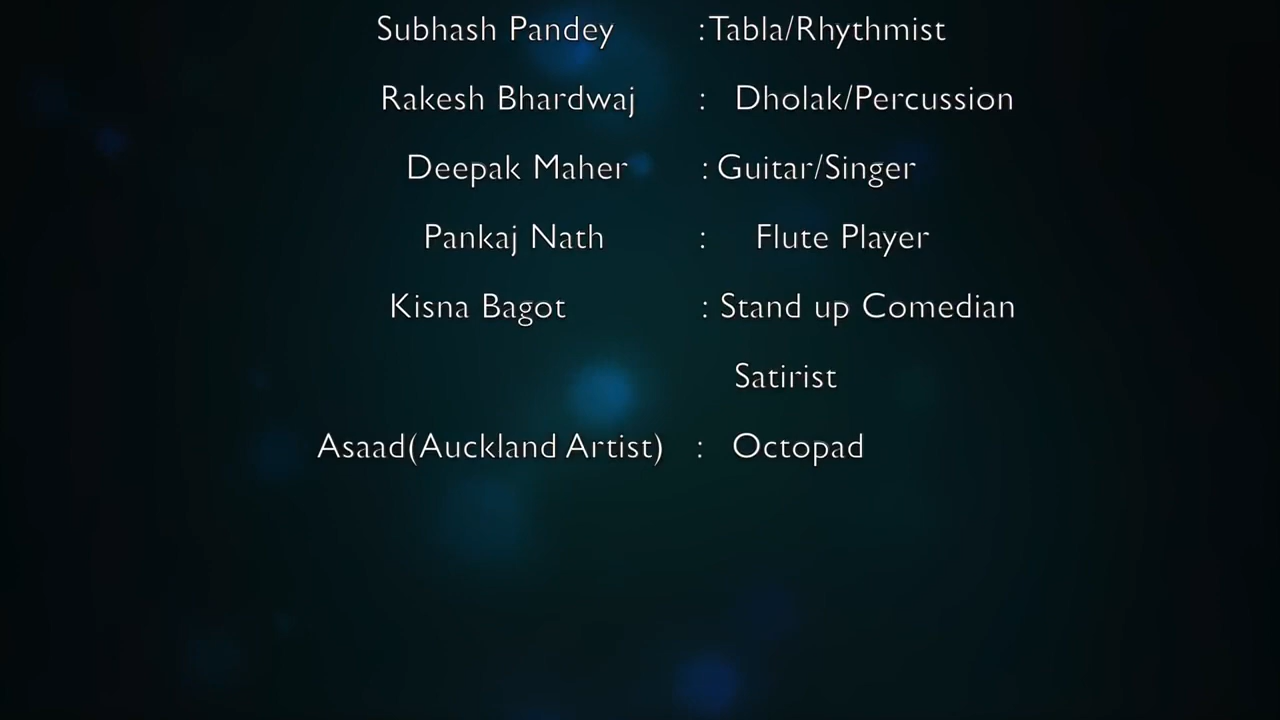 Subhash Pandey :Tabla/Rhythmist
Rakesh Bhardwaj : Dholak/Percussion
Deepak Maher : Guitar/Singer
Pankaj Nath : Flute Player
Kisna Bagot : Stand up Comedian
Satirist
Asaad(Auckland Artist) : Octopad